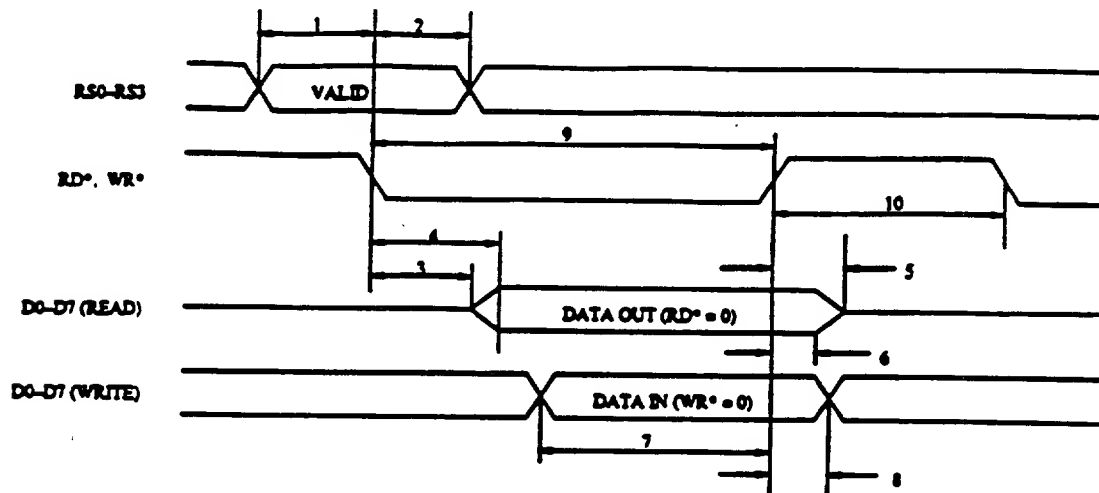 1 2
RS0–RS3 VALID
9
RD*, WR*
10
4
3 5
D0–D7 (READ) DATA OUT (RD* = 0)
6
D0–D7 (WRITE) DATA IN (WR* = 0)
7
8